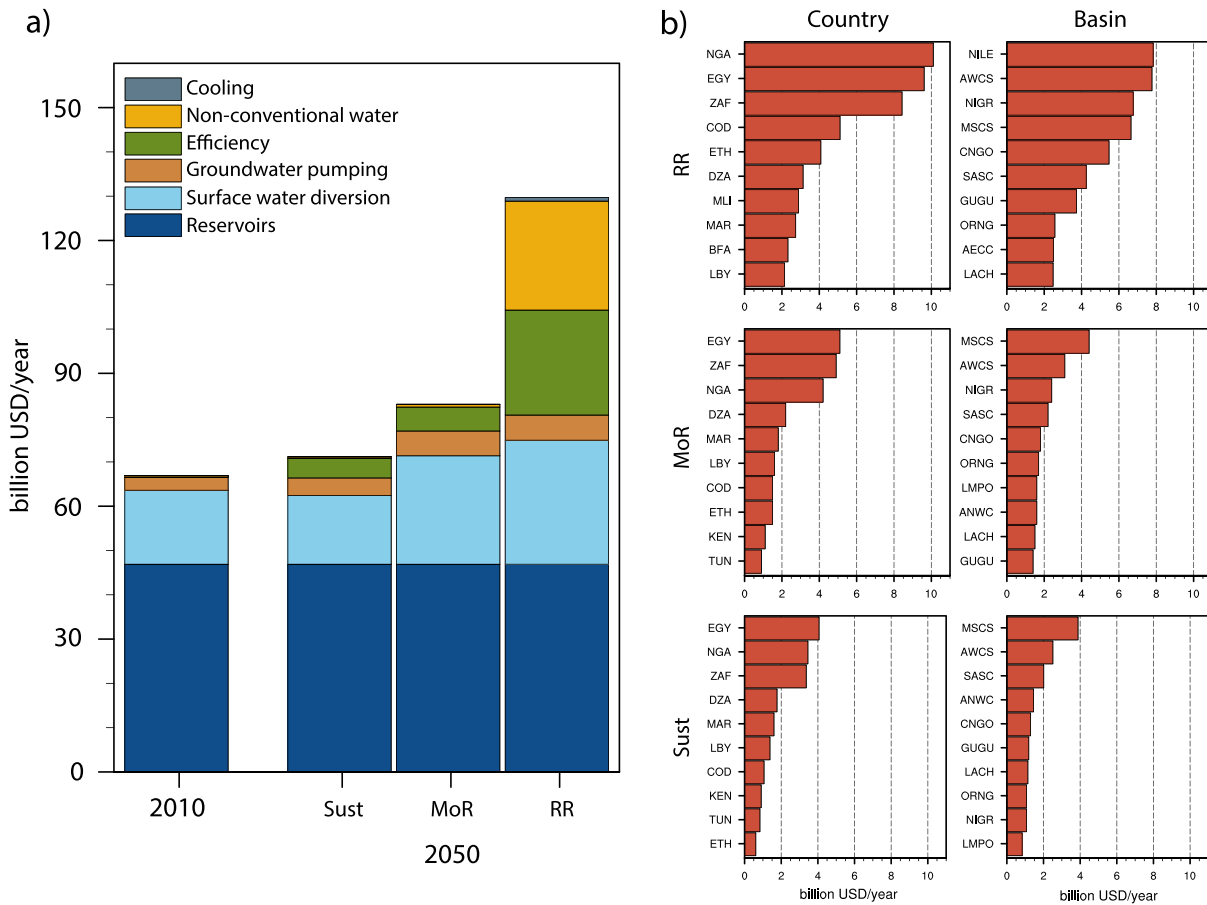 a)
billion USD/year
150
120
90
60
30
0
Cooling
Non-conventional water
Efficiency
Groundwater pumping
Surface water diversion
Reservoirs
2010
Sust
MoR
RR
2050
b)
Country
Basin
RR
NGA
EGY
ZAF
COD
ETH
DZA
MLI
MAR
BFA
LBY
0 2 4 6 8 10
NILE
AWCS
NIGR
MSCS
CNGO
SASC
GUGU
ORNG
AECC
LACH
0 2 4 6 8 10
MoR
EGY
ZAF
NGA
DZA
MAR
LBY
COD
ETH
KEN
TUN
0 2 4 6 8 10
MSCS
AWCS
NIGR
SASC
CNGO
ORNG
LMPO
ANWC
LACH
GUGU
0 2 4 6 8 10
Sust
EGY
NGA
ZAF
DZA
MAR
LBY
COD
KEN
TUN
ETH
0 2 4 6 8 10
billion USD/year
MSCS
AWCS
SASC
ANWC
CNGO
GUGU
LACH
ORNG
NIGR
LMPO
0 2 4 6 8 10
billion USD/year